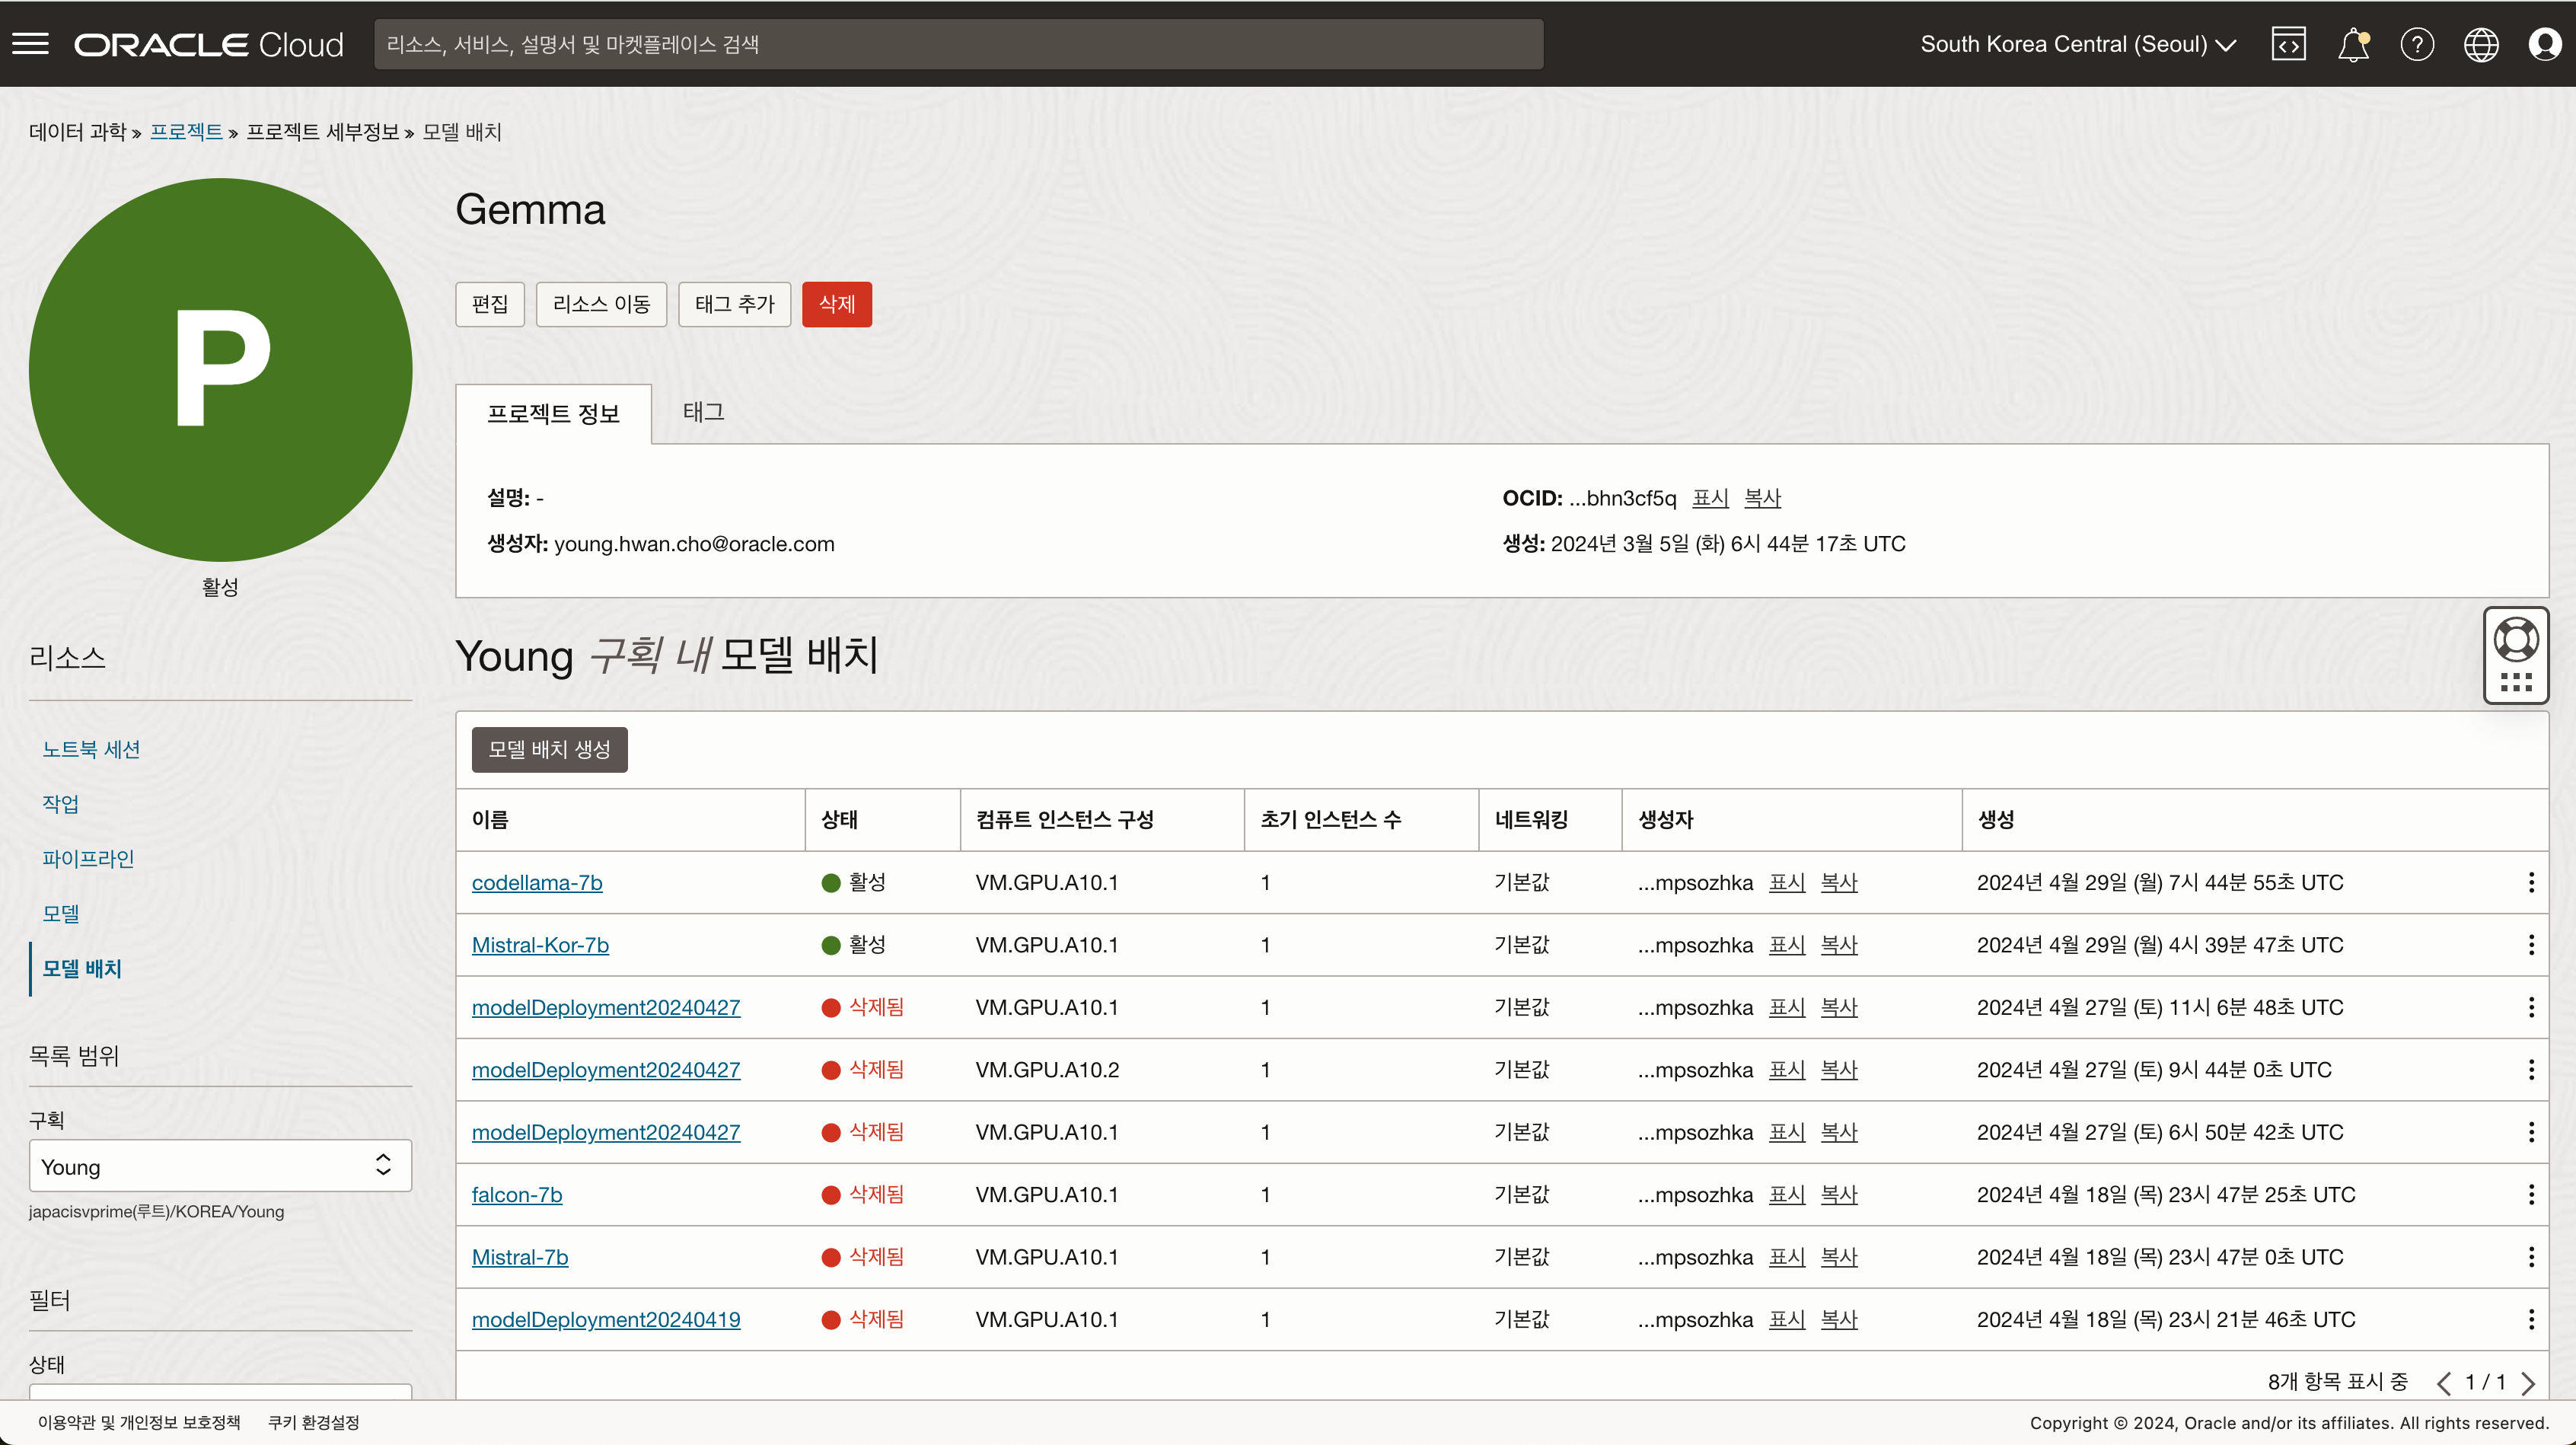 ORACLE Cloud
리소스, 서비스, 설명서 및 마켓플레이스 검색
South Korea Central (Seoul)
데이터 과학 » 프로젝트 » 프로젝트 세부정보 » 모델 배치
P
활성
Gemma
편집 리소스 이동 태그 추가 삭제
프로젝트 정보 태그
설명: - OCID: ...bhn3cf5q 표시 복사
생성자: young.hwan.cho@oracle.com 생성: 2024년 3월 5일 (화) 6시 44분 17초 UTC
리소스
노트북 세션
작업
파이프라인
모델
모델 배치
목록 범위
구획
Young
japacisvprime(루트)/KOREA/Young
필터
상태
Young 구획 내 모델 배치
모델 배치 생성
이름 상태 컴퓨트 인스턴스 구성 초기 인스턴스 수 네트워킹 생성자 생성
codellama-7b 활성 VM.GPU.A10.1 1 기본값 ...mpsozhka 표시 복사 2024년 4월 29일 (월) 7시 44분 55초 UTC
Mistral-Kor-7b 활성 VM.GPU.A10.1 1 기본값 ...mpsozhka 표시 복사 2024년 4월 29일 (월) 4시 39분 47초 UTC
modelDeployment20240427 삭제됨 VM.GPU.A10.1 1 기본값 ...mpsozhka 표시 복사 2024년 4월 27일 (토) 11시 6분 48초 UTC
modelDeployment20240427 삭제됨 VM.GPU.A10.2 1 기본값 ...mpsozhka 표시 복사 2024년 4월 27일 (토) 9시 44분 0초 UTC
modelDeployment20240427 삭제됨 VM.GPU.A10.1 1 기본값 ...mpsozhka 표시 복사 2024년 4월 27일 (토) 6시 50분 42초 UTC
falcon-7b 삭제됨 VM.GPU.A10.1 1 기본값 ...mpsozhka 표시 복사 2024년 4월 18일 (목) 23시 47분 25초 UTC
Mistral-7b 삭제됨 VM.GPU.A10.1 1 기본값 ...mpsozhka 표시 복사 2024년 4월 18일 (목) 23시 47분 0초 UTC
modelDeployment20240419 삭제됨 VM.GPU.A10.1 1 기본값 ...mpsozhka 표시 복사 2024년 4월 18일 (목) 23시 21분 46초 UTC
8개 항목 표시 중 1 / 1
이용약관 및 개인정보 보호정책 쿠키 환경설정
Copyright © 2024, Oracle and/or its affiliates. All rights reserved.